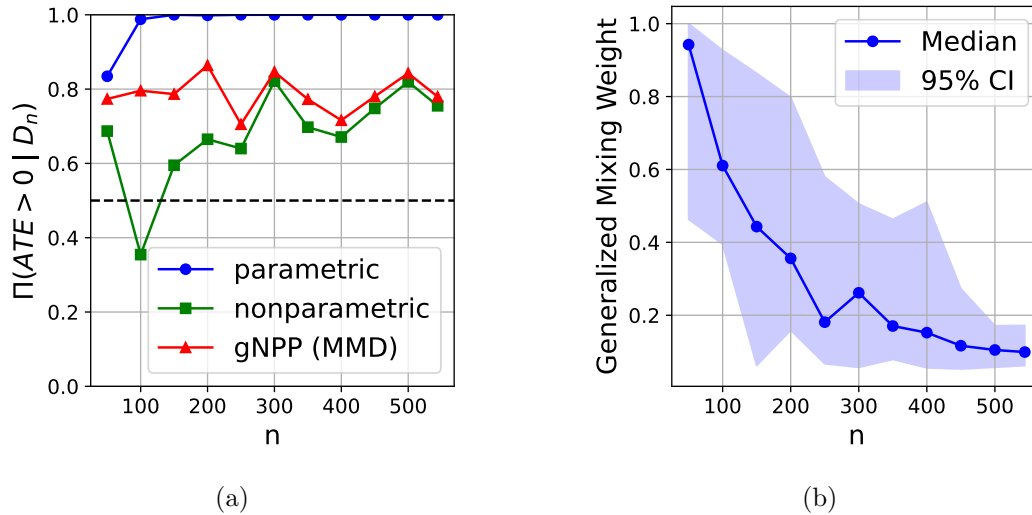 1.0
0.8
0.6
0.4
0.2
0.0
100 200 300 400 500
n
Π(ATE > 0 | Dₙ)
parametric
nonparametric
gNPP (MMD)
(a)
1.0
0.8
0.6
0.4
0.2
100 200 300 400 500
n
Generalized Mixing Weight
Median
95% CI
(b)